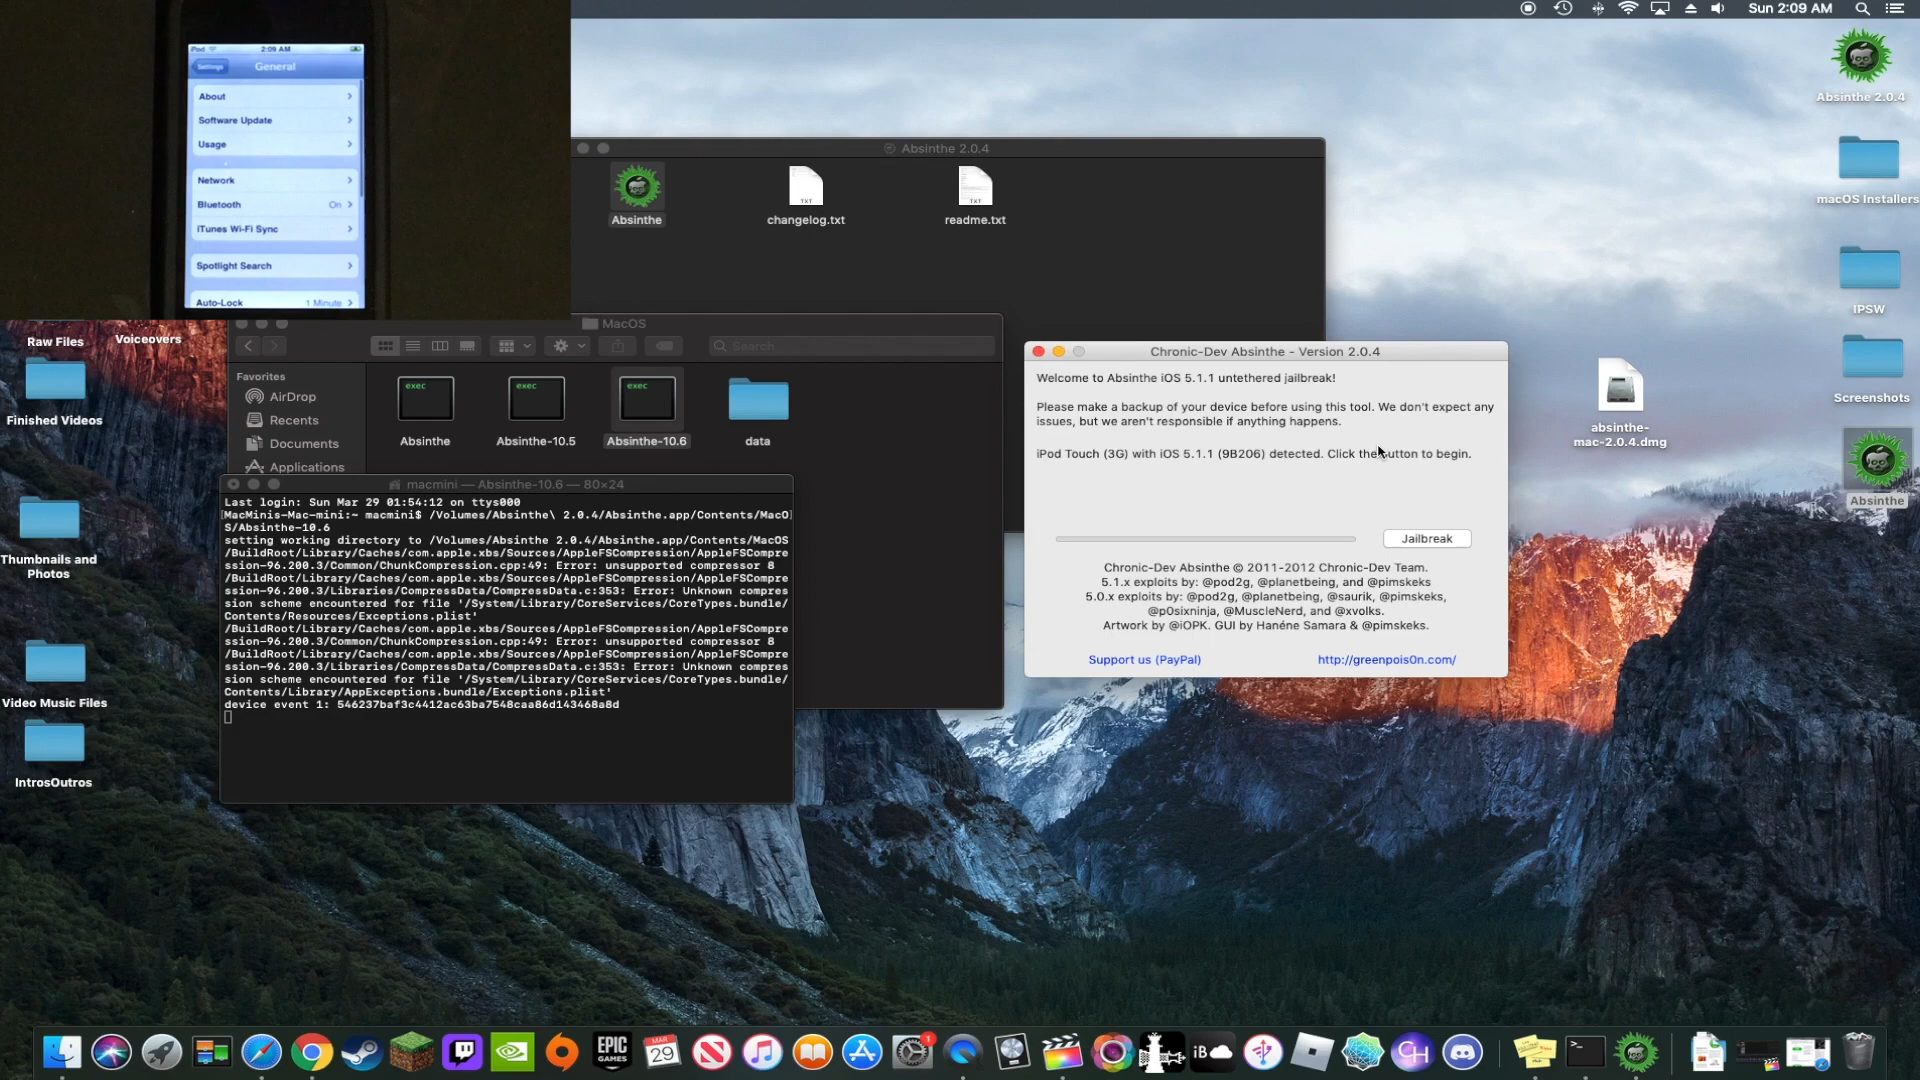 Sun 2:09 AM
iPod
2:09 AM
Settings
General
About
Software Update
Usage
Network
Bluetooth On
iTunes Wi-Fi Sync
Spotlight Search
Auto-Lock 1 Minute
Absinthe 2.0.4
Absinthe
TXT
changelog.txt
TXT
readme.txt
Absinthe 2.0.4
macOS Installers
IPSW
Screenshots
Absinthe
absinthe-
mac-2.0.4.dmg
Raw Files
Voiceovers
Finished Videos
Thumbnails and
Photos
Video Music Files
IntrosOutros
MacOS
Search
Favorites
AirDrop
Recents
Documents
Applications
exec
Absinthe
exec
Absinthe-10.5
exec
Absinthe-10.6
data
macmini — Absinthe-10.6 — 80×24
Last login: Sun Mar 29 01:54:12 on ttys000
[MacMinis-Mac-mini:~ macmini$ /Volumes/Absinthe\ 2.0.4/Absinthe.app/Contents/MacO]
S/Absinthe-10.6
setting working directory to /Volumes/Absinthe 2.0.4/Absinthe.app/Contents/MacOS
/BuildRoot/Library/Caches/com.apple.xbs/Sources/AppleFSCompression/AppleFSCompre
ssion-96.200.3/Common/ChunkCompression.cpp:49: Error: unsupported compressor 8
/BuildRoot/Library/Caches/com.apple.xbs/Sources/AppleFSCompression/AppleFSCompre
ssion-96.200.3/Libraries/CompressData/CompressData.c:353: Error: Unknown compres
sion scheme encountered for file '/System/Library/CoreServices/CoreTypes.bundle/
Contents/Resources/Exceptions.plist'
/BuildRoot/Library/Caches/com.apple.xbs/Sources/AppleFSCompression/AppleFSCompre
ssion-96.200.3/Common/ChunkCompression.cpp:49: Error: unsupported compressor 8
/BuildRoot/Library/Caches/com.apple.xbs/Sources/AppleFSCompression/AppleFSCompre
ssion-96.200.3/Libraries/CompressData/CompressData.c:353: Error: Unknown compres
sion scheme encountered for file '/System/Library/CoreServices/CoreTypes.bundle/
Contents/Library/AppExceptions.bundle/Exceptions.plist'
device event 1: 546237baf3c4412ac63ba7548caa86d143468a8d
Chronic-Dev Absinthe - Version 2.0.4
Welcome to Absinthe iOS 5.1.1 untethered jailbreak!
Please make a backup of your device before using this tool. We don't expect any
issues, but we aren't responsible if anything happens.
iPod Touch (3G) with iOS 5.1.1 (9B206) detected. Click the button to begin.
Jailbreak
Chronic-Dev Absinthe © 2011-2012 Chronic-Dev Team.
5.1.x exploits by: @pod2g, @planetbeing, and @pimskeks
5.0.x exploits by: @pod2g, @planetbeing, @saurik, @pimskeks,
@p0sixninja, @MuscleNerd, and @xvolks.
Artwork by @iOPK. GUI by Hanéne Samara & @pimskeks.
Support us (PayPal)
http://greenpois0n.com/
EPIC
GAMES
MAR
29
1
iB
CH